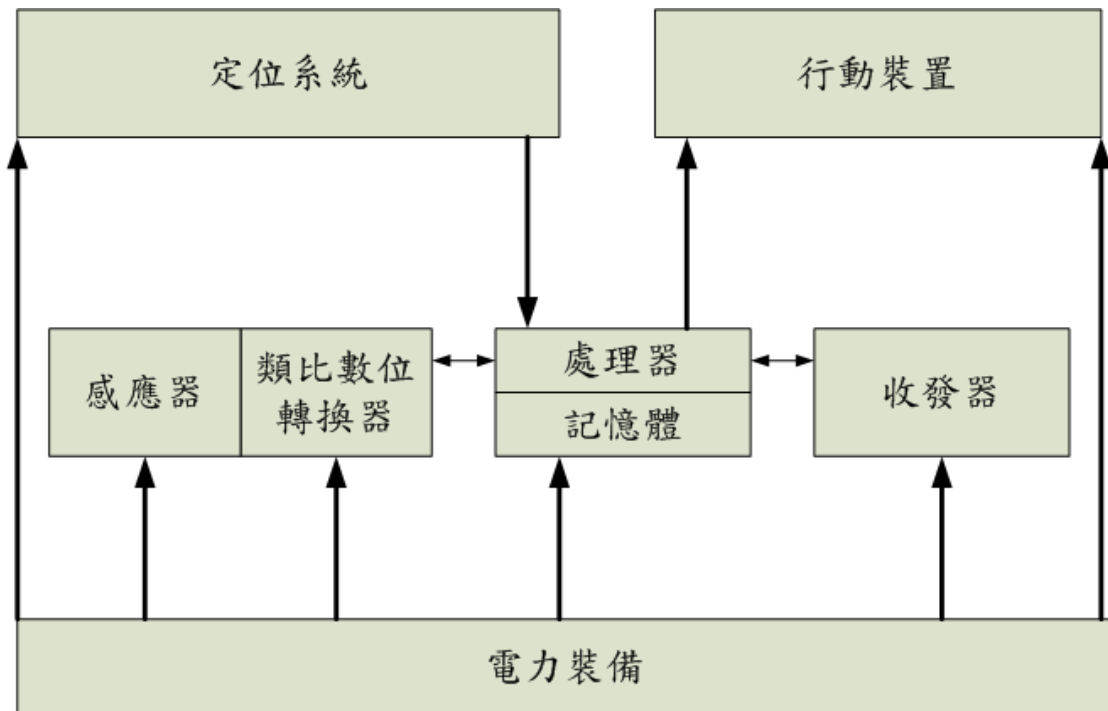 定位系統
行動裝置
感應器
類比數位
轉換器
處理器
記憶體
收發器
電力裝備